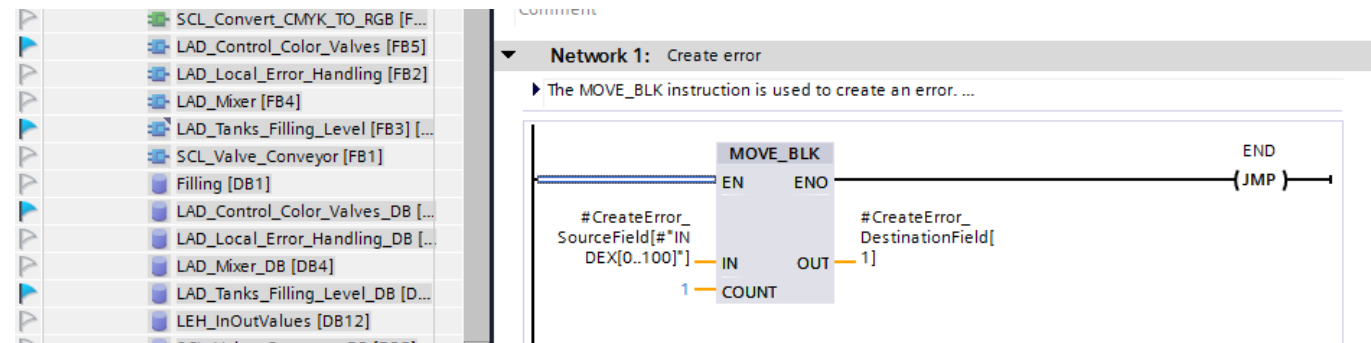 SCL_Convert_CMYK_TO_RGB [F...
LAD_Control_Color_Valves [FB5]
LAD_Local_Error_Handling [FB2]
LAD_Mixer [FB4]
LAD_Tanks_Filling_Level [FB3] [...
SCL_Valve_Conveyor [FB1]
Filling [DB1]
LAD_Control_Color_Valves_DB [...
LAD_Local_Error_Handling_DB [...
LAD_Mixer_DB [DB4]
LAD_Tanks_Filling_Level_DB [D...
LEH_InOutValues [DB12]
Comment
Network 1: Create error
The MOVE_BLK instruction is used to create an error. ...
MOVE_BLK
EN ENO
END
( JMP )
#CreateError_
SourceField[#"IN
DEX[0..100]"]
IN
1
COUNT
OUT
#CreateError_
DestinationField[
1]